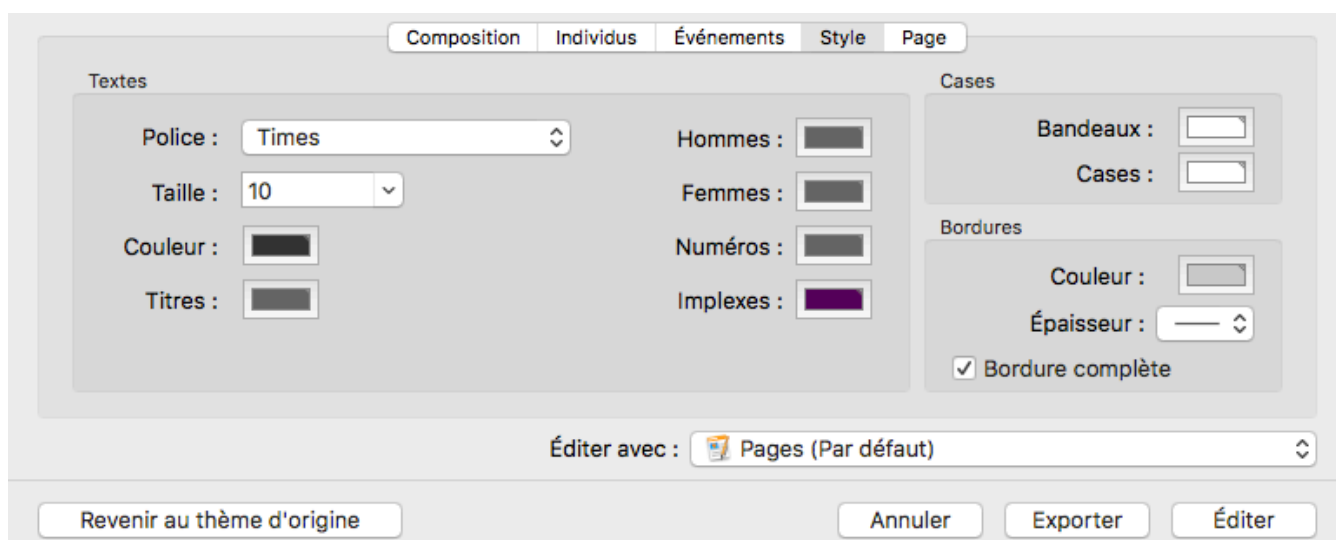 Composition Individus Événements Style Page
Textes
Police : Times
Taille : 10
Couleur :
Titres :
Hommes :
Femmes :
Numéros :
Implexes :
Cases
Bandeaux :
Cases :
Bordures
Couleur :
Épaisseur :
Bordure complète
Éditer avec : Pages (Par défaut)
Revenir au thème d'origine Annuler Exporter Éditer